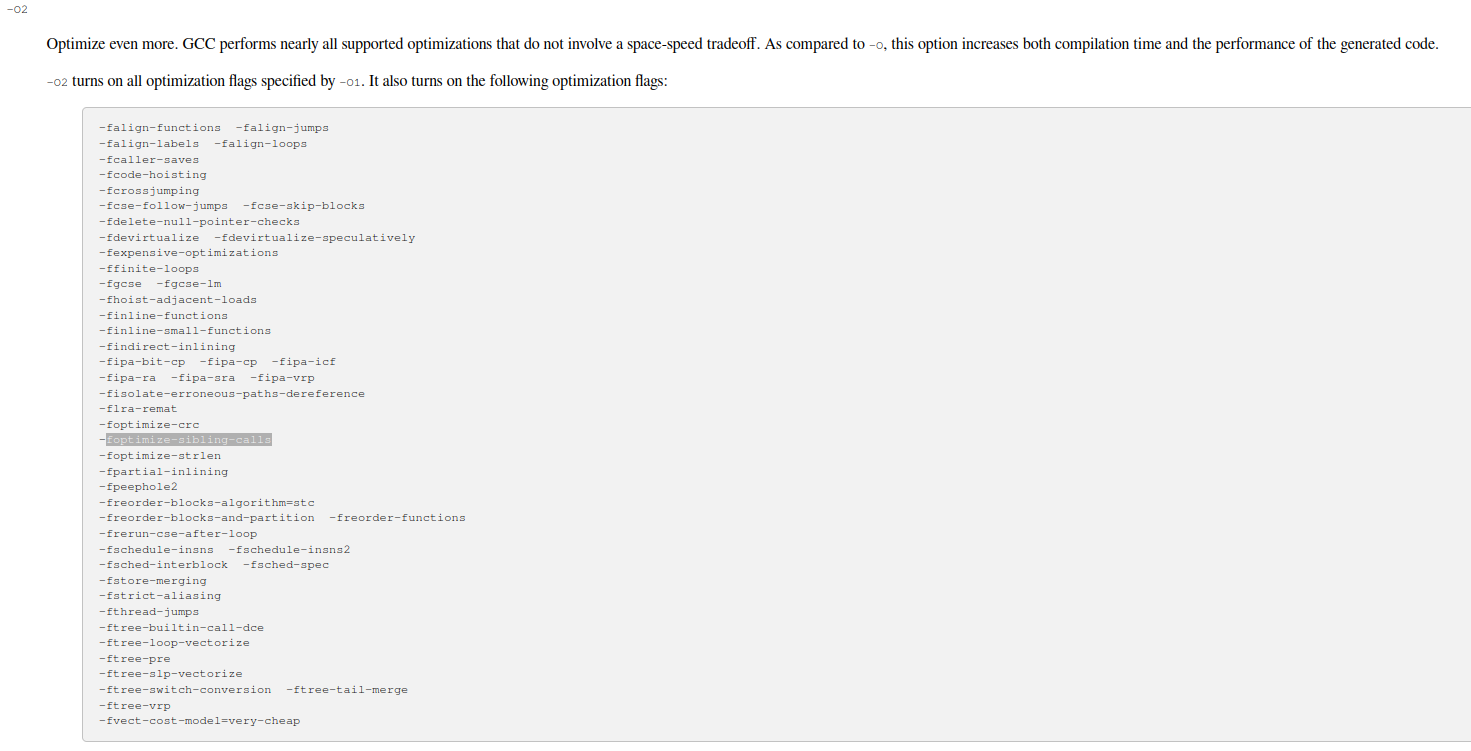 -O2
Optimize even more. GCC performs nearly all supported optimizations that do not involve a space-speed tradeoff. As compared to -O, this option increases both compilation time and the performance of the generated code.
-O2 turns on all optimization flags specified by -O1. It also turns on the following optimization flags:
-falign-functions  -falign-jumps
-falign-labels  -falign-loops
-fcaller-saves
-fcode-hoisting
-fcrossjumping
-fcse-follow-jumps  -fcse-skip-blocks
-fdelete-null-pointer-checks
-fdevirtualize  -fdevirtualize-speculatively
-fexpensive-optimizations
-ffinite-loops
-fgcse  -fgcse-lm
-fhoist-adjacent-loads
-finline-functions
-finline-small-functions
-findirect-inlining
-fipa-bit-cp  -fipa-cp  -fipa-icf
-fipa-ra  -fipa-sra  -fipa-vrp
-fisolate-erroneous-paths-dereference
-flra-remat
-foptimize-crc
-foptimize-sibling-calls
-foptimize-strlen
-fpartial-inlining
-fpeephole2
-freorder-blocks-algorithm=stc
-freorder-blocks-and-partition  -freorder-functions
-frerun-cse-after-loop
-fschedule-insns  -fschedule-insns2
-fsched-interblock  -fsched-spec
-fstore-merging
-fstrict-aliasing
-fthread-jumps
-ftree-builtin-call-dce
-ftree-loop-vectorize
-ftree-pre
-ftree-slp-vectorize
-ftree-switch-conversion  -ftree-tail-merge
-ftree-vrp
-fvect-cost-model=very-cheap